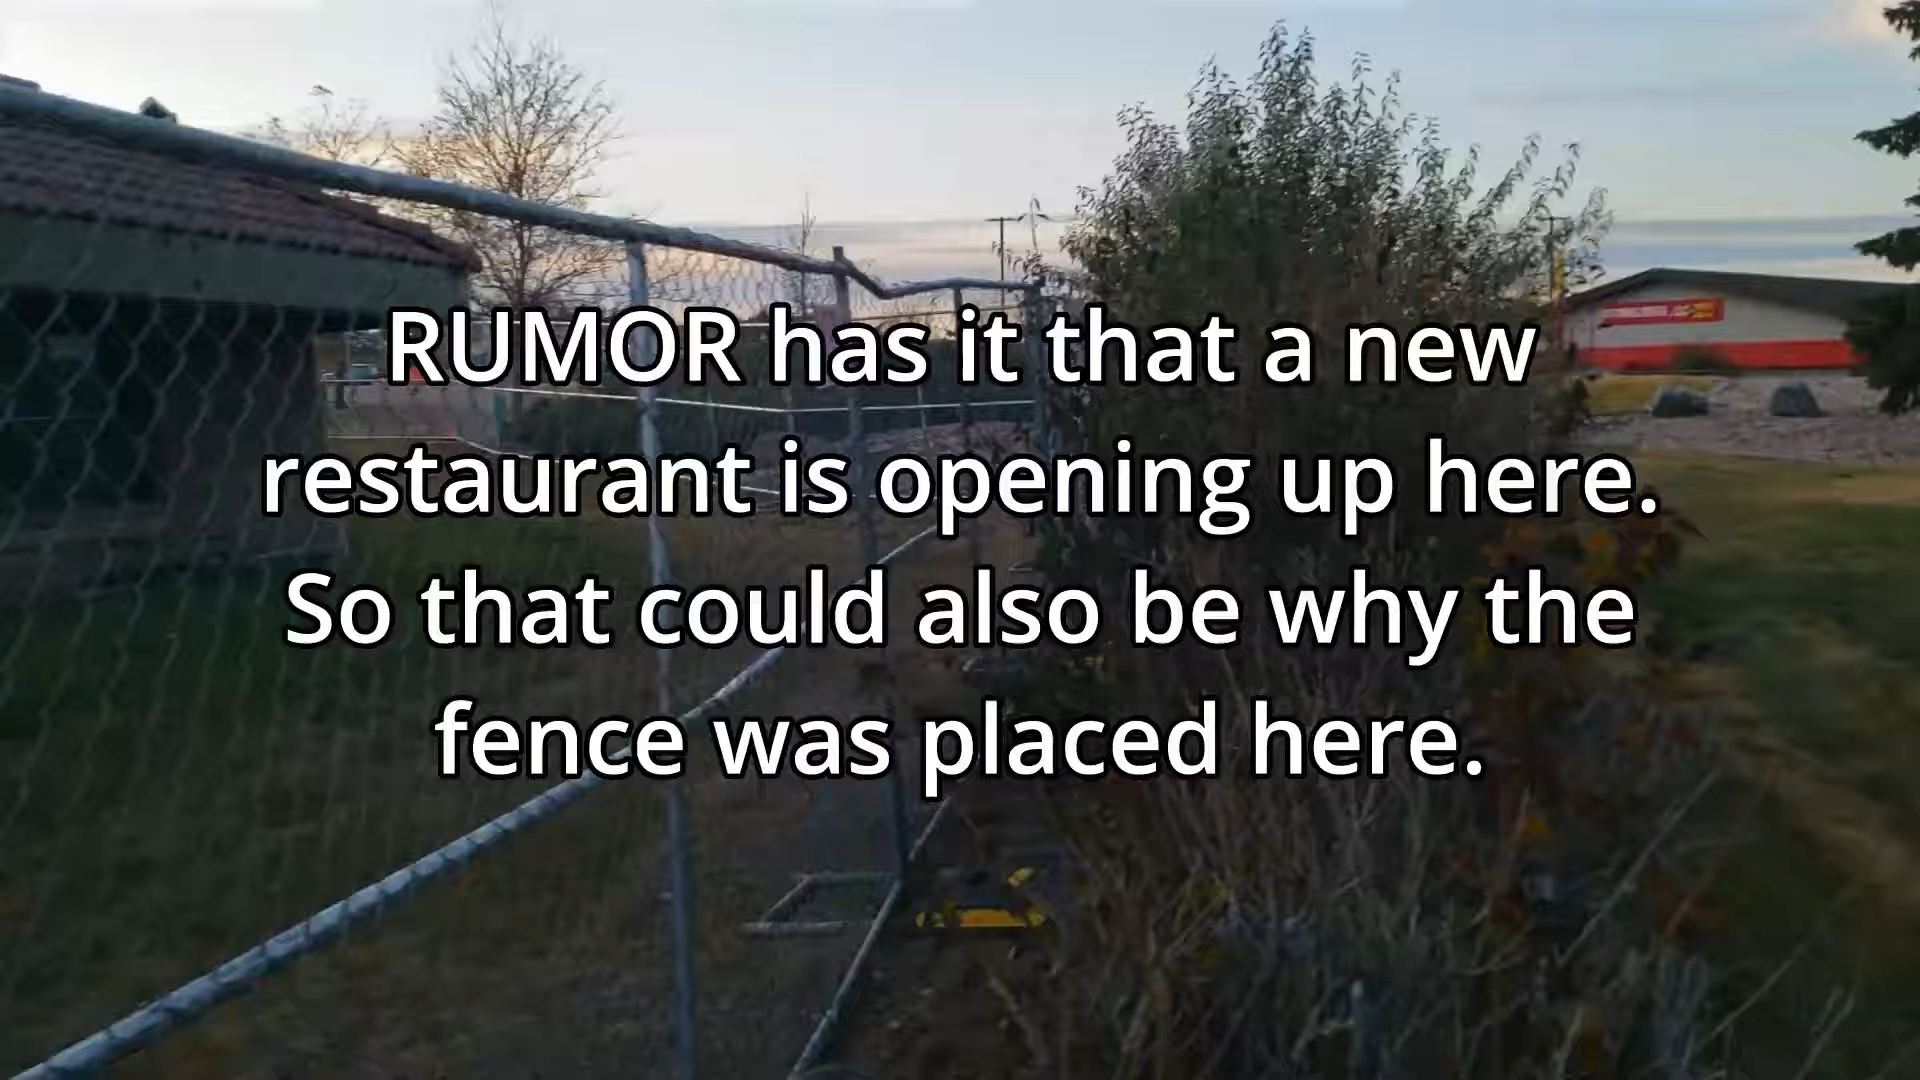 RUMOR has it that a new
restaurant is opening up here.
So that could also be why the
fence was placed here.